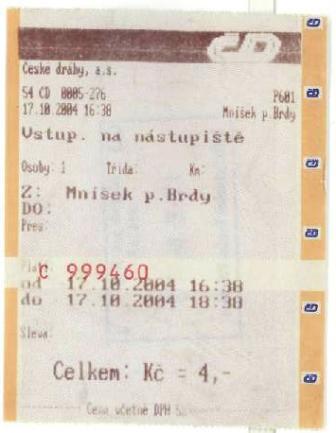 ČD
České dráhy, a.s.
54 CD 0005-276 P601
17.10.2004 16:38 Mníšek p.Brdy
Vstup. na nástupiště
Osoby: 1 Třída: Km:
Z: Mníšek p.Brdy
DO:
Přes:
C 999460
od 17.10.2004 16:38
do 17.10.2004 18:38
Sleva:
Celkem: Kč = 4,-
Cena včetně DPH